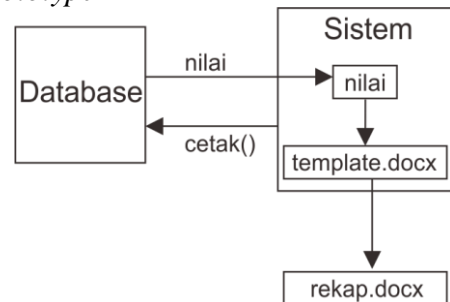 Sistem
nilai
nilai
Database
cetak()
template.docx
rekap.docx